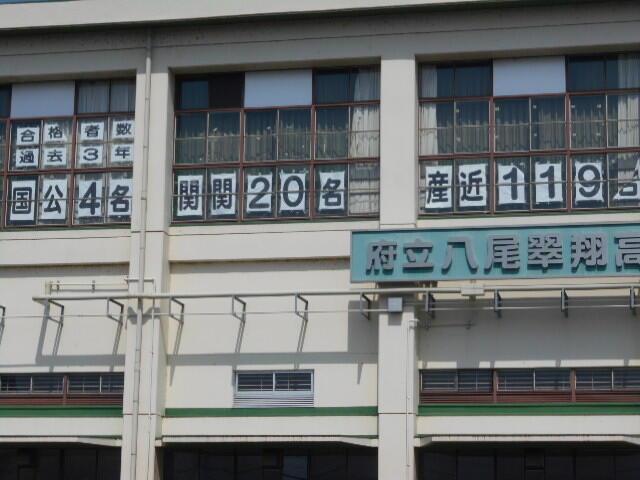 合格者数
過去3年
国公4名
関関20名
産近119名
府立八尾翠翔高